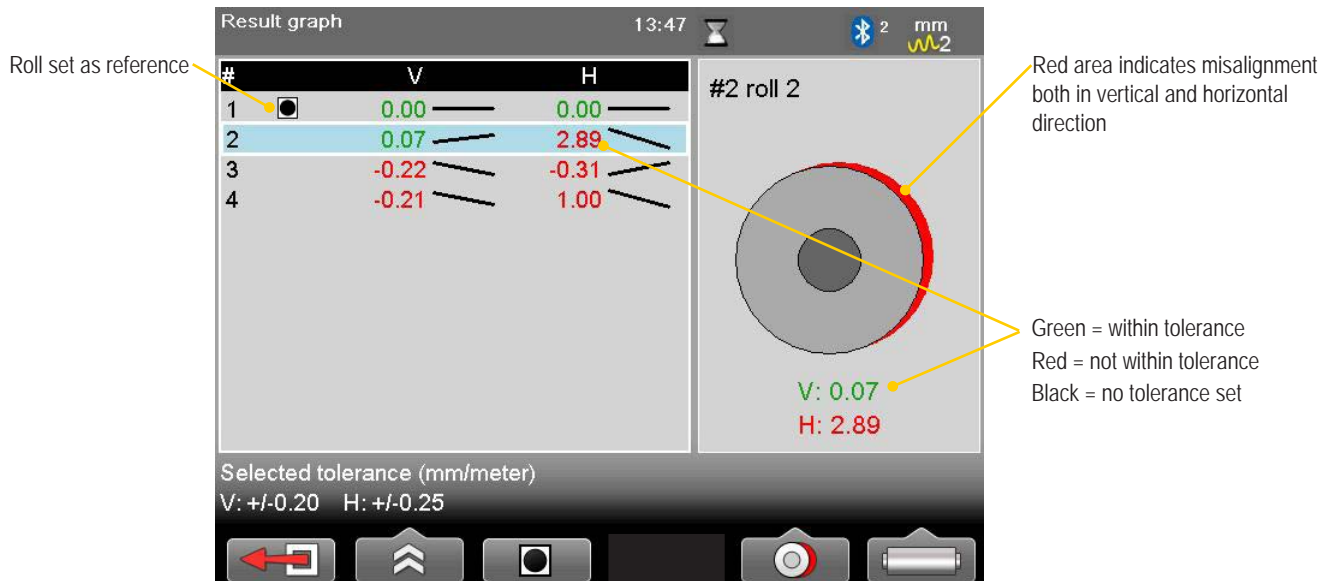 Result graph 13:47 2 mm
2
Roll set as reference
# V H
1 0.00 0.00
2 0.07 2.89
3 -0.22 -0.31
4 -0.21 1.00
#2 roll 2
Red area indicates misalignment
both in vertical and horizontal
direction
Green = within tolerance
Red = not within tolerance
Black = no tolerance set
V: 0.07
H: 2.89
Selected tolerance (mm/meter)
V: +/-0.20 H: +/-0.25